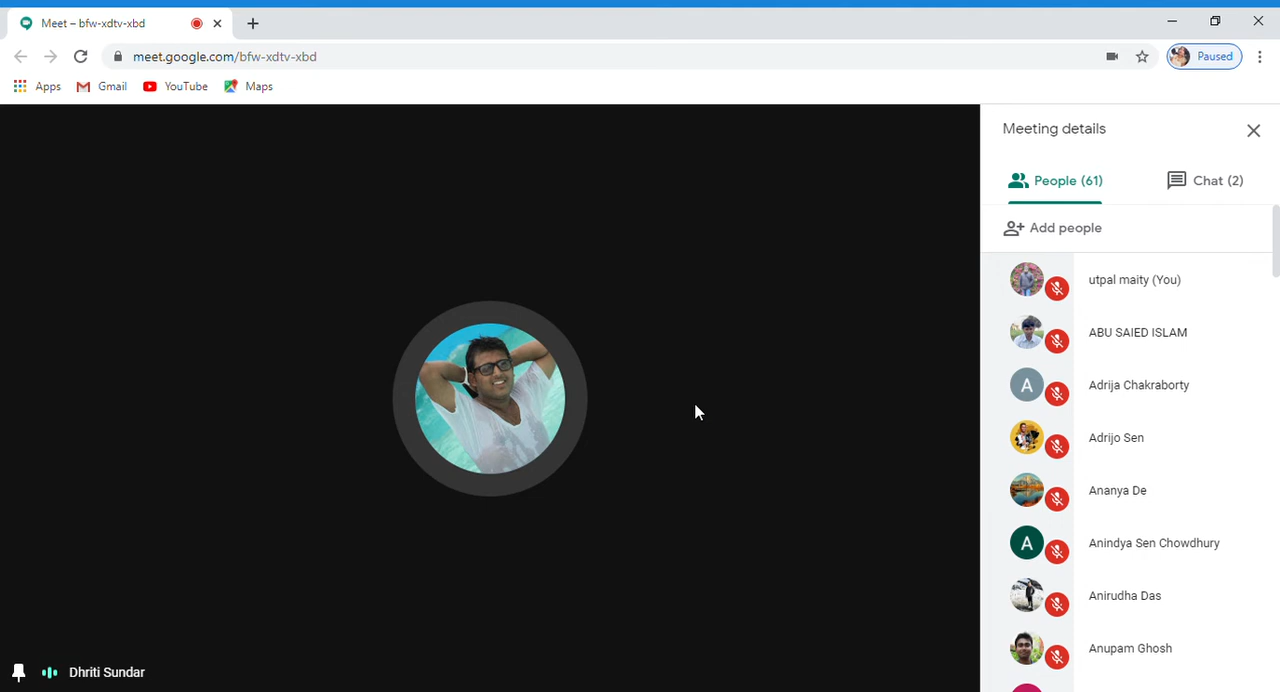 Meet – bfw-xdtv-xbd
meet.google.com/bfw-xdtv-xbd
Paused
Apps
Gmail
YouTube
Maps
Meeting details
People (61)
Chat (2)
Add people
utpal maity (You)
ABU SAIED ISLAM
A
Adrija Chakraborty
Adrijo Sen
Ananya De
A
Anindya Sen Chowdhury
Anirudha Das
Anupam Ghosh
Dhriti Sundar